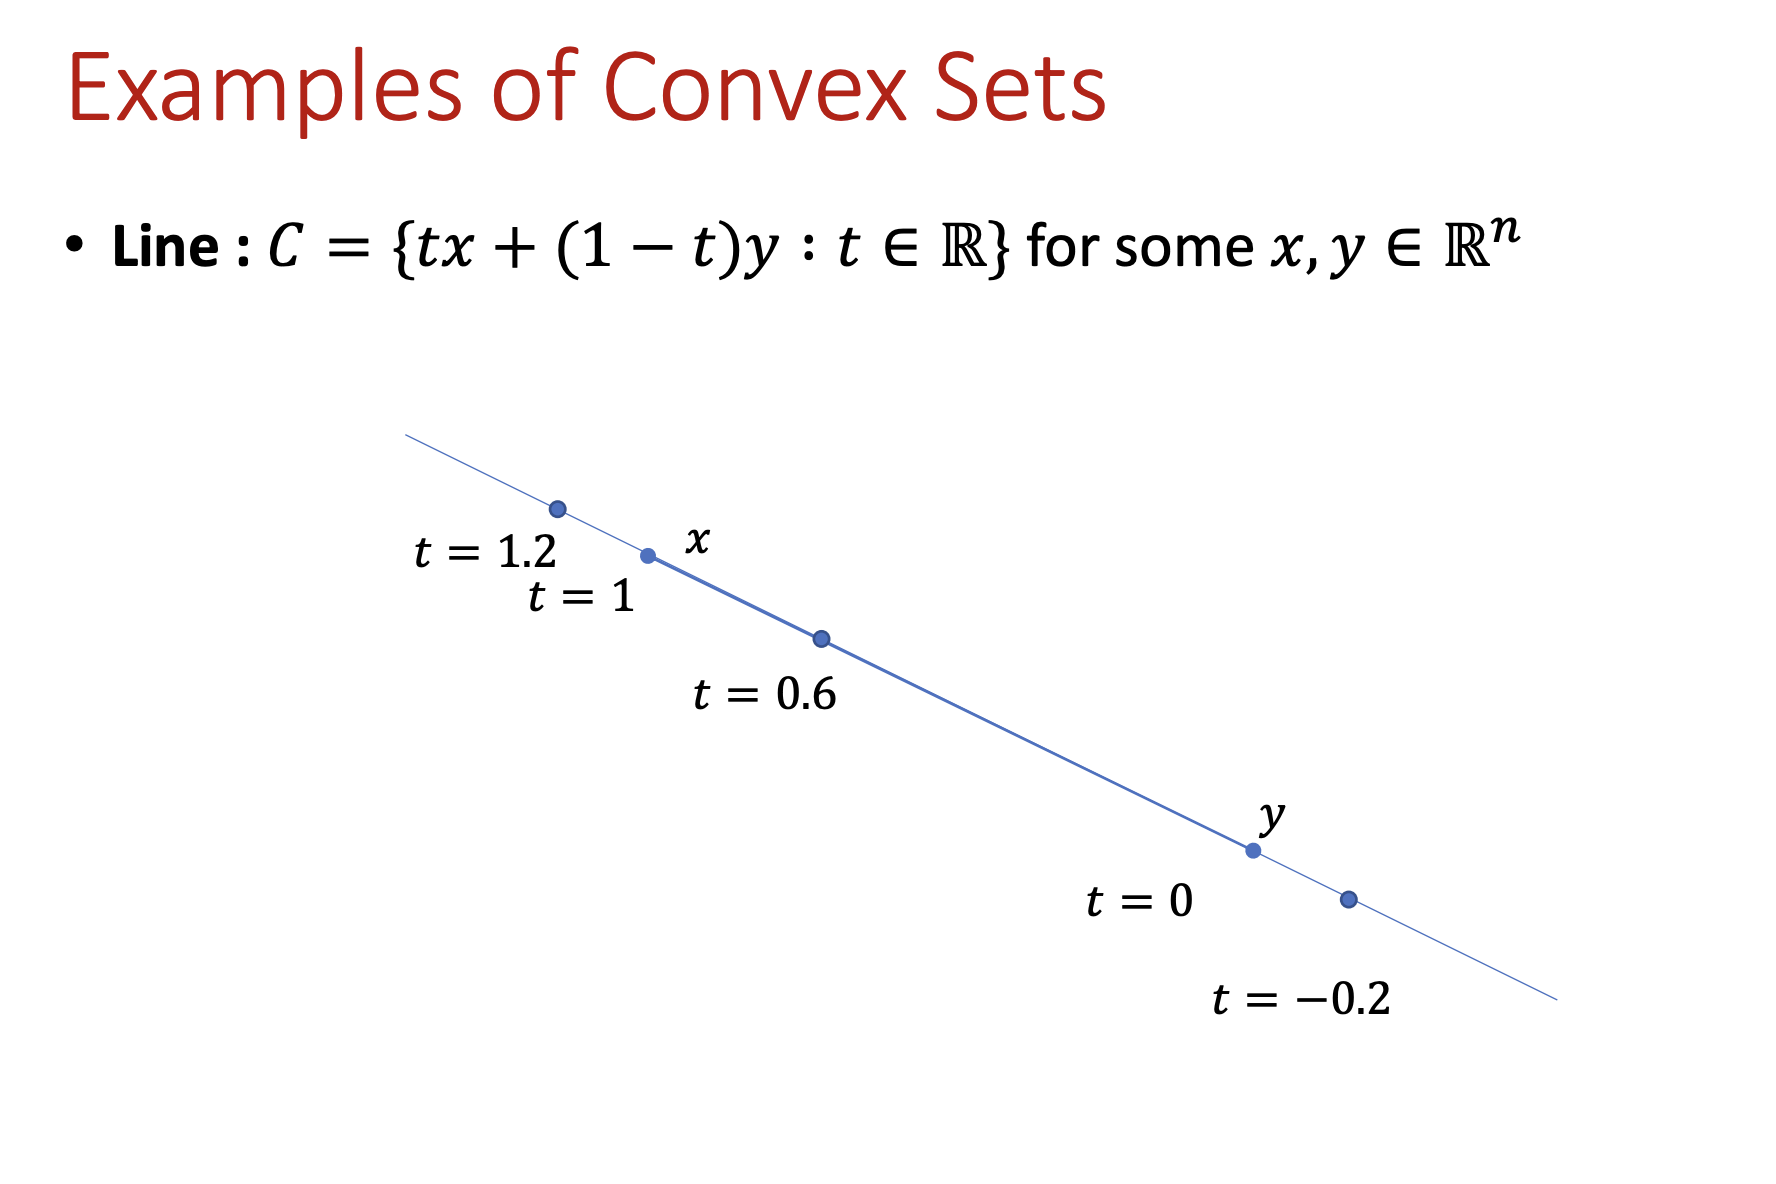 Examples of Convex Sets
• Line : C = {tx + (1 − t)y : t ∈ ℝ} for some x, y ∈ ℝⁿ
x
t = 1.2
t = 1
t = 0.6
y
t = 0
t = −0.2